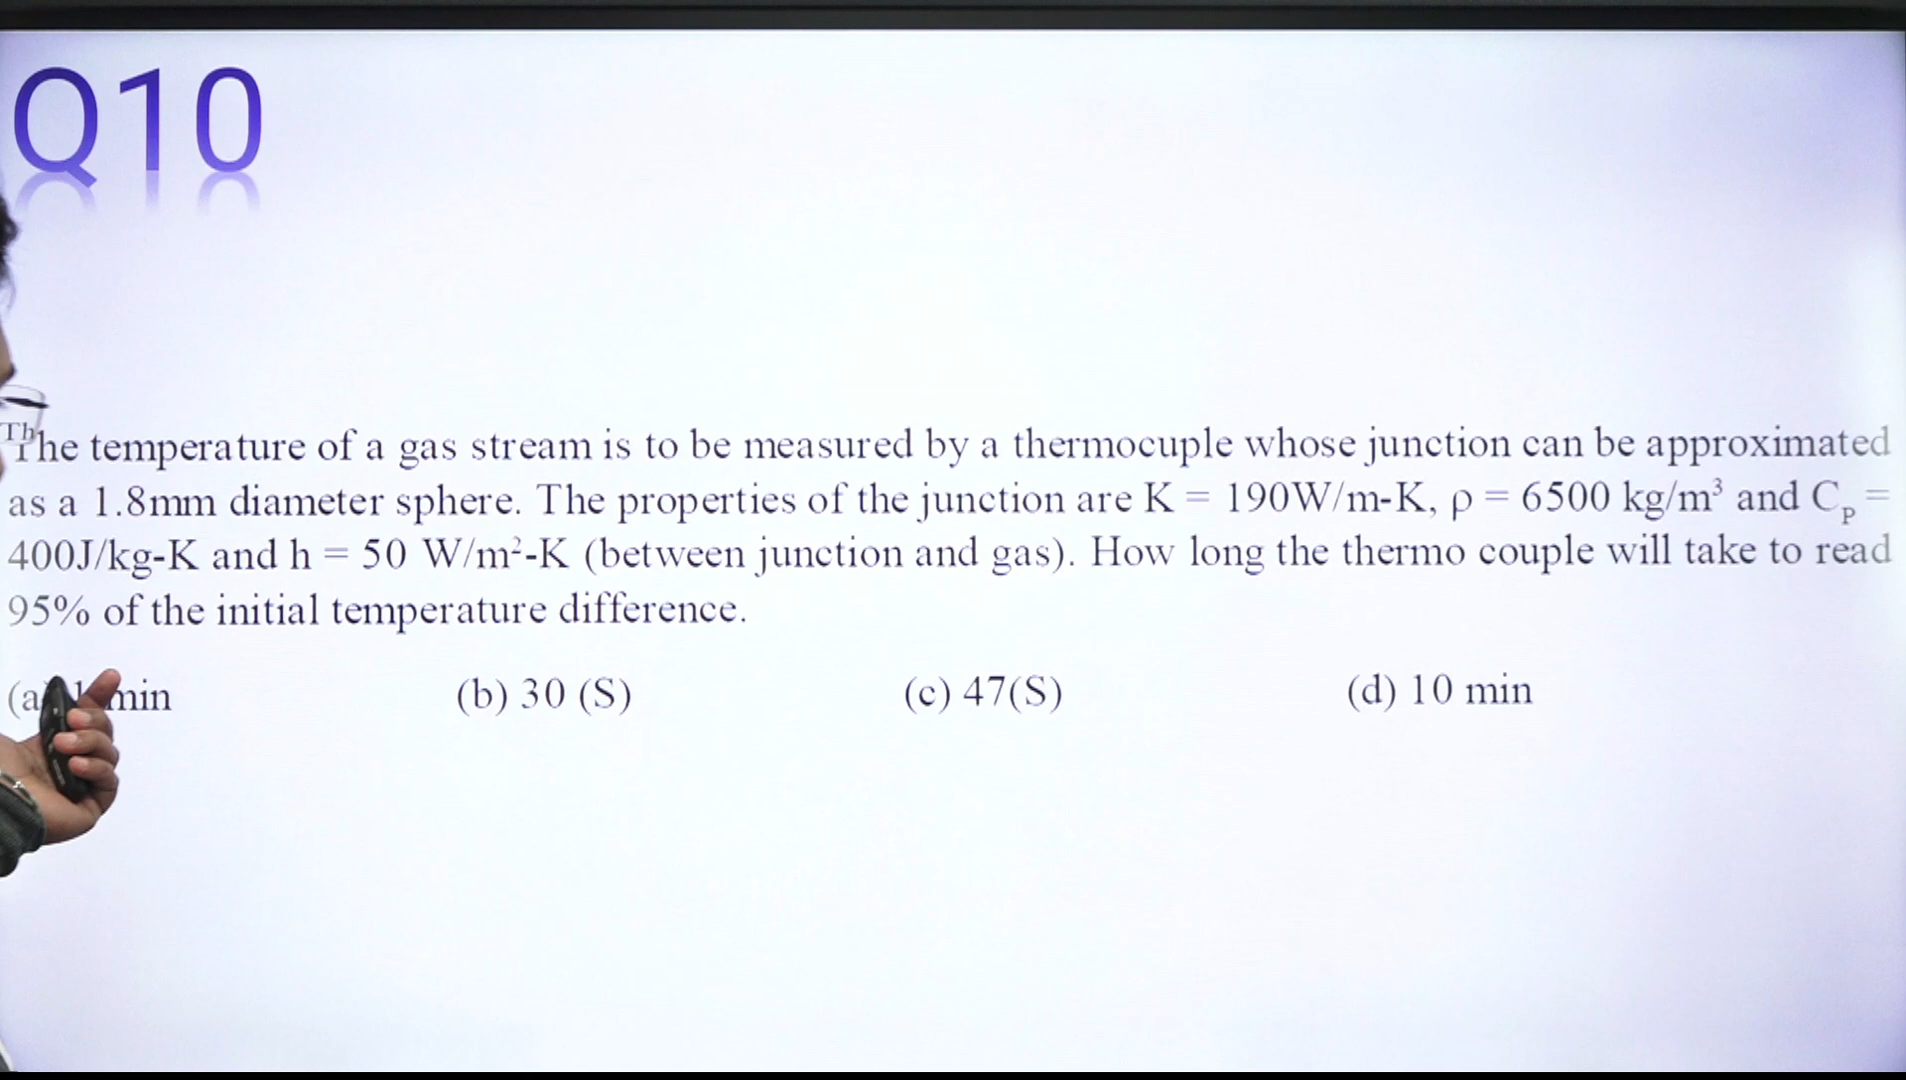 Q10
The temperature of a gas stream is to be measured by a thermocuple whose junction can be approximated
as a 1.8mm diameter sphere. The properties of the junction are K = 190W/m-K, ρ = 6500 kg/m³ and Cₚ =
400J/kg-K and h = 50 W/m²-K (between junction and gas). How long the thermo couple will take to read
95% of the initial temperature difference.
(a) min (b) 30 (S) (c) 47(S) (d) 10 min